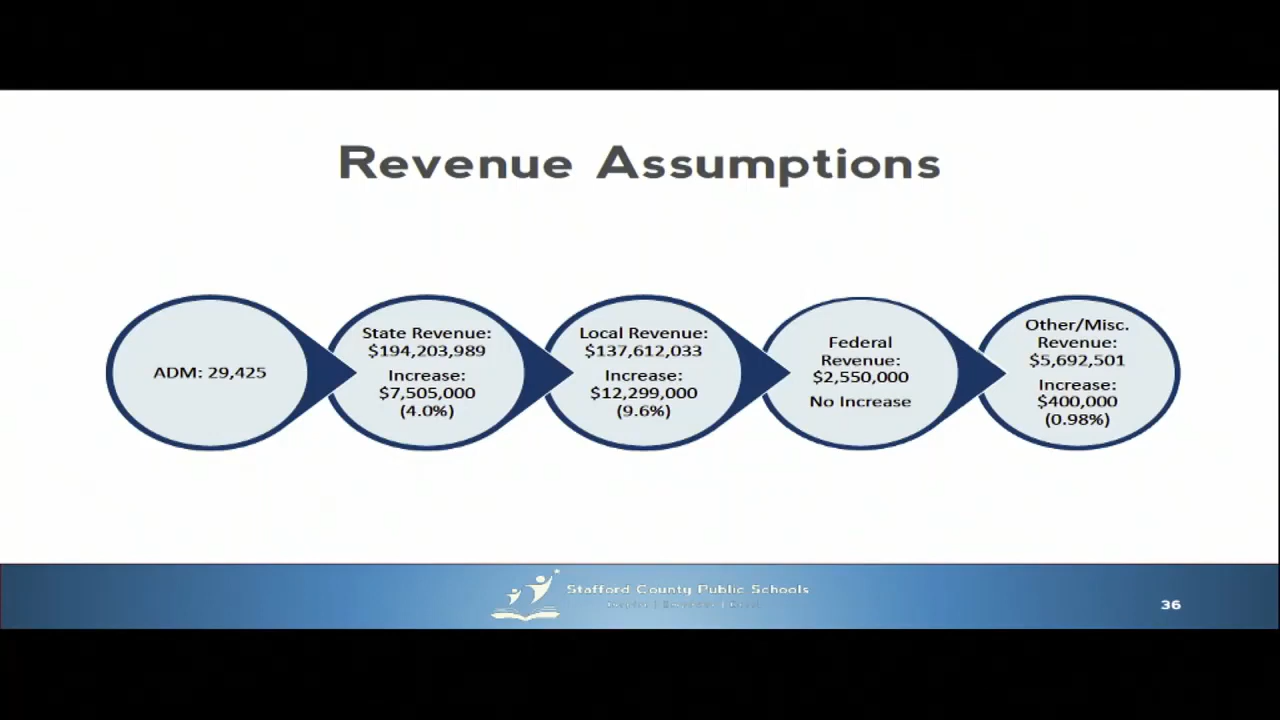 Revenue Assumptions
ADM: 29,425
State Revenue:
$194,203,989
Increase:
$7,505,000
(4.0%)
Local Revenue:
$137,612,033
Increase:
$12,299,000
(9.6%)
Federal
Revenue:
$2,550,000
No Increase
Other/Misc.
Revenue:
$5,692,501
Increase:
$400,000
(0.98%)
Stafford County Public Schools
36